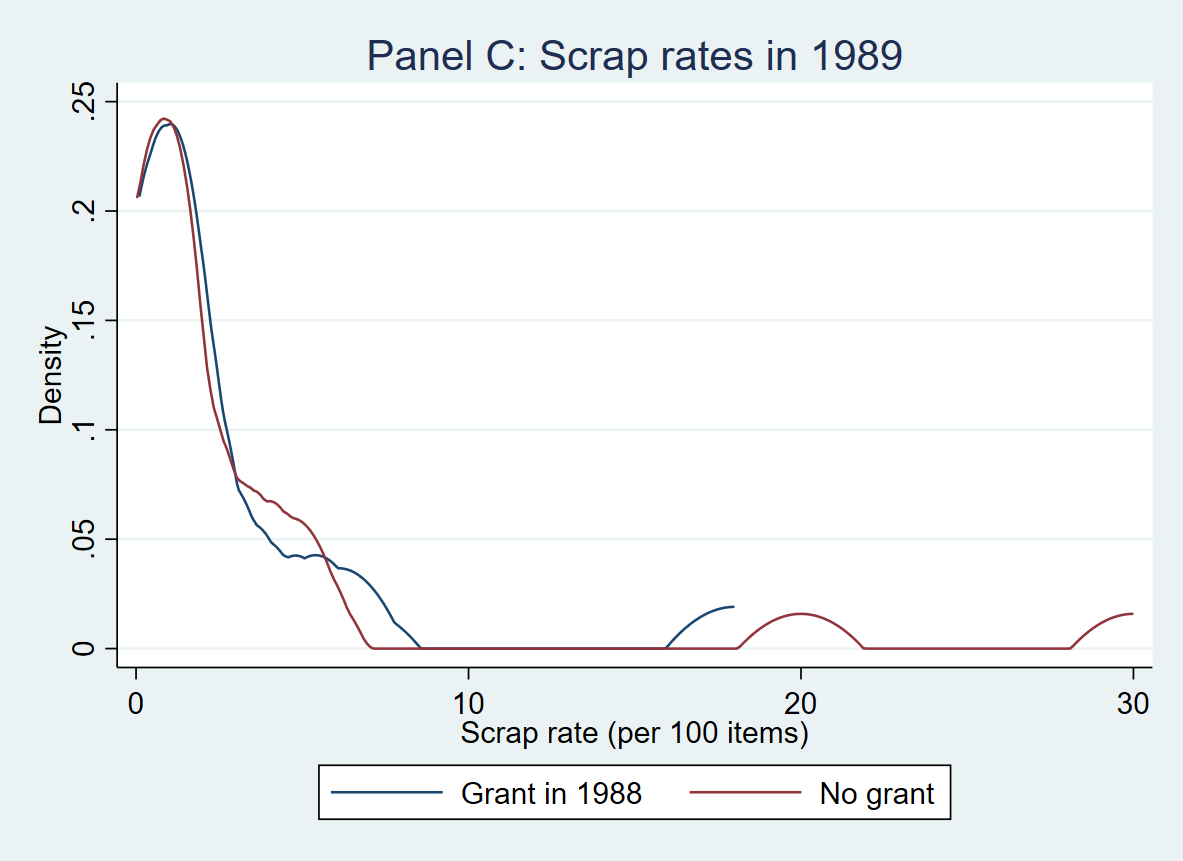 Panel C: Scrap rates in 1989
Density
.25
.2
.15
.1
.05
0
0 10 20 30
Scrap rate (per 100 items)
Grant in 1988 No grant